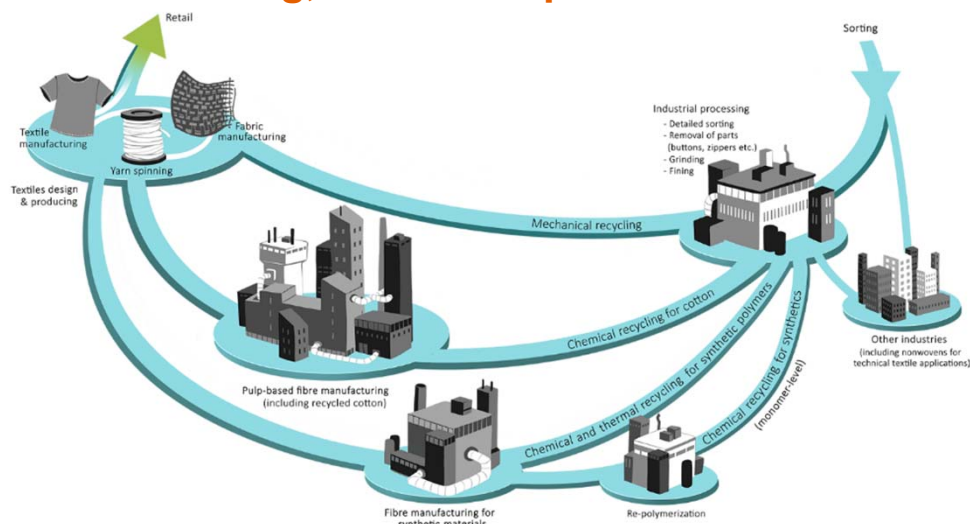 Retail
Sorting
Textile
manufacturing
Fabric
manufacturing
Yarn spinning
Textiles design
& producing
Industrial processing
- Detailed sorting
- Removal of parts
(buttons, zippers etc.)
- Grinding
- Fining
Mechanical recycling
Chemical recycling for cotton
Chemical and thermal recycling for synthetic polymers
Chemical recycling for synthetics
(monomer-level)
Other industries
(including nonwovens for
technical textile applications)
Pulp-based fibre manufacturing
(including recycled cotton)
Fibre manufacturing for
synthetic materials
Re-polymerization